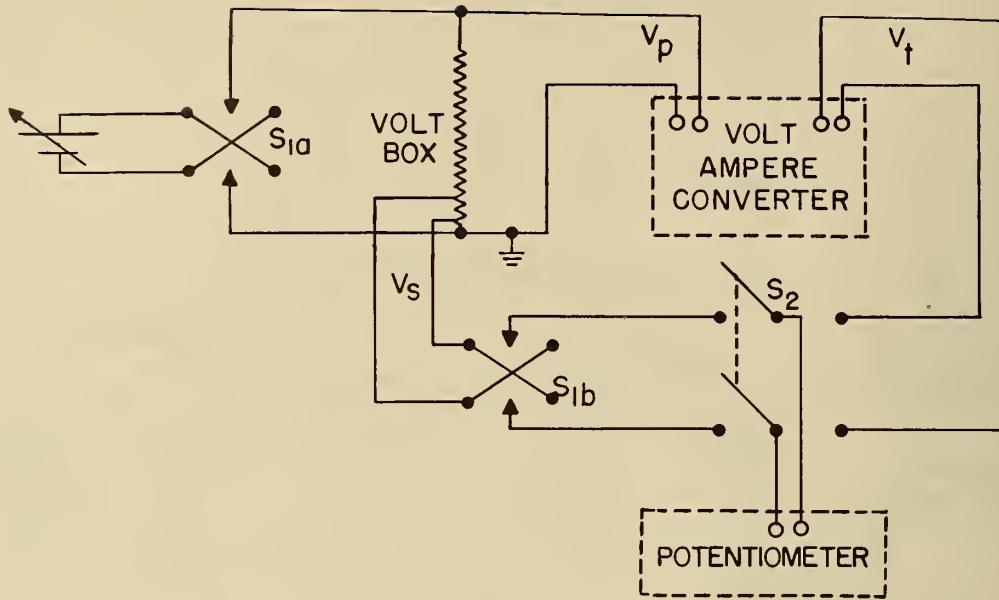 Vp
Vt
S1a
VOLT
BOX
VOLT
AMPERE
CONVERTER
Vs
S2
S1b
POTENTIOMETER